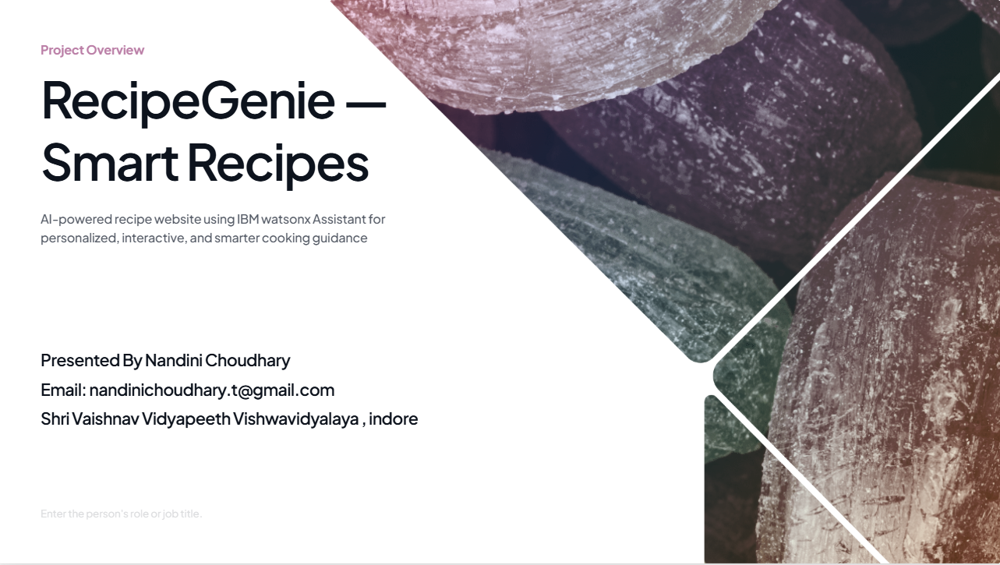 Project Overview
RecipeGenie —
Smart Recipes
AI-powered recipe website using IBM watsonx Assistant for
personalized, interactive, and smarter cooking guidance
Presented By Nandini Choudhary
Email: nandinichoudhary.t@gmail.com
Shri Vaishnav Vidyapeeth Vishwavidyalaya , indore
Enter the person's role or job title.